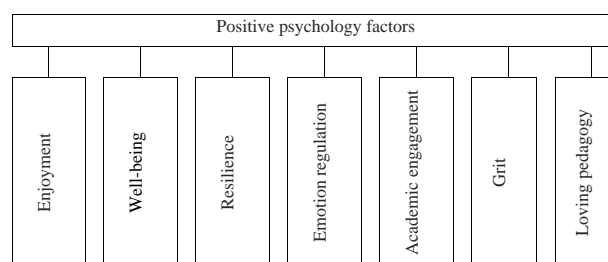 Positive psychology factors
Enjoyment
Well-being
Resilience
Emotion regulation
Academic engagement
Grit
Loving pedagogy